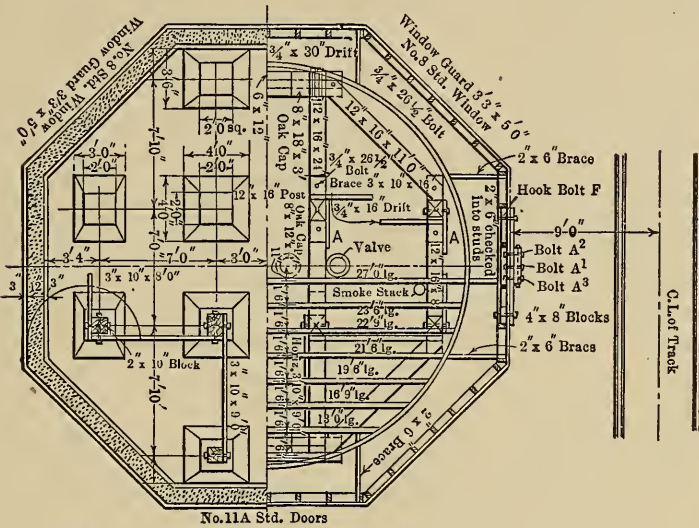 No.8 Std.
Window
Window Guard 3'3 x 5'0"
Window Guard 3'3" x 5'0"
No.8 Std. Window
3/4" x 30" Drift
3/4" x 26 1/2 Bolt
3'-6"
2'0 sq.
7'-10"
6 x 12
Oak Cap
8 x 18 x 3'
12 x 16 x 21
12" x 16" x 11'0"
3'-0"
2'-0"
4'-0"
2'-0"
3/4" x 26 1/2
Bolt
Brace 3" x 10" x 16
2" x 6" Brace
12" x 16" Post
3/4" x 16" Drift
Oak Cap
4'-0"
2'-0"
7'-0"
A
A
2 x 6 checked
into studs
Hook Bolt F
9'-0"
3'-4"
7'-0"
3'-0"
Valve
Bolt A2
Bolt A1
Bolt A3
3"
12
3"
3" x 10" x 8'0"
27'0 lg.
Smoke Stack
23'6" lg.
22'9 lg.
4" x 8" Blocks
21'6 lg.
2" x 6" Bracs
2" x 10" Block
3 x 10 x 9'0"
7'-10"
19'6" lg.
16'9" lg.
13'0 lg.
2 x 6 Brace
C.L. of Track
No.11A Std. Doors